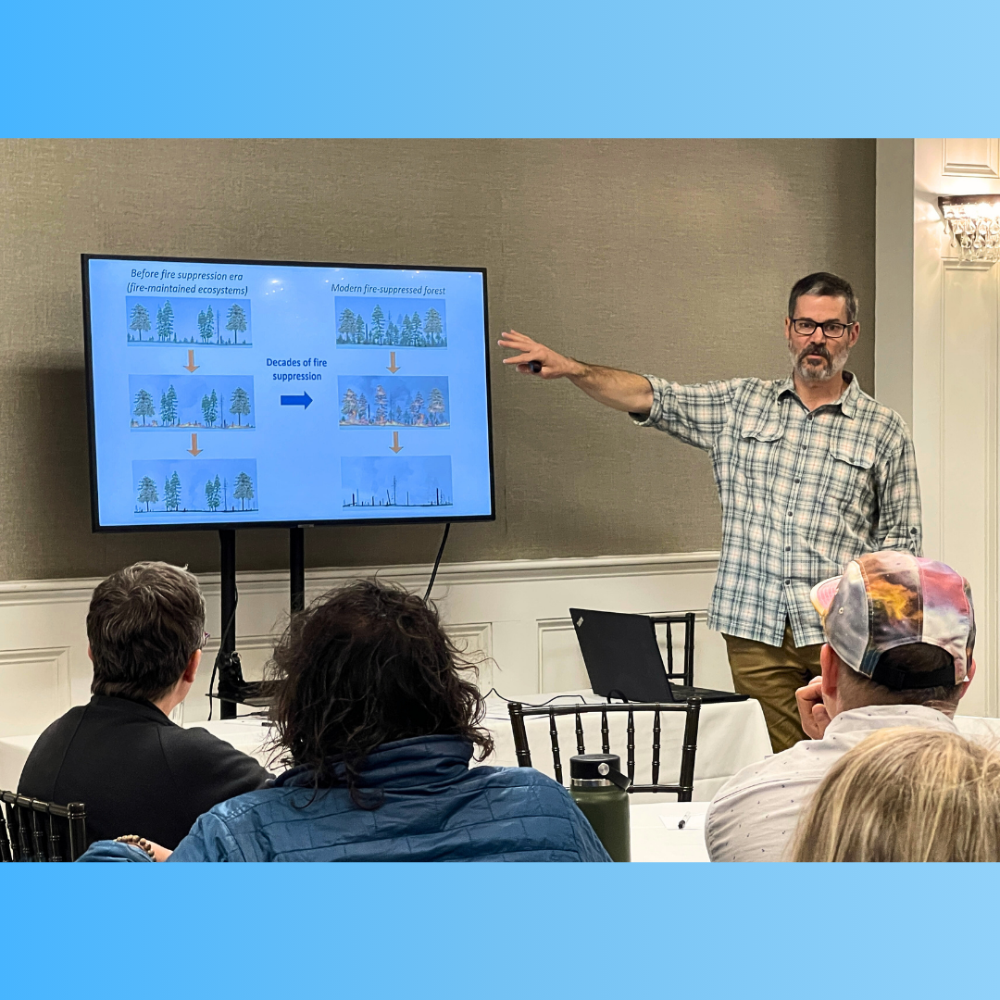 Before fire suppression era
(fire-maintained ecosystems)
Modern fire-suppressed forest
Decades of fire
suppression